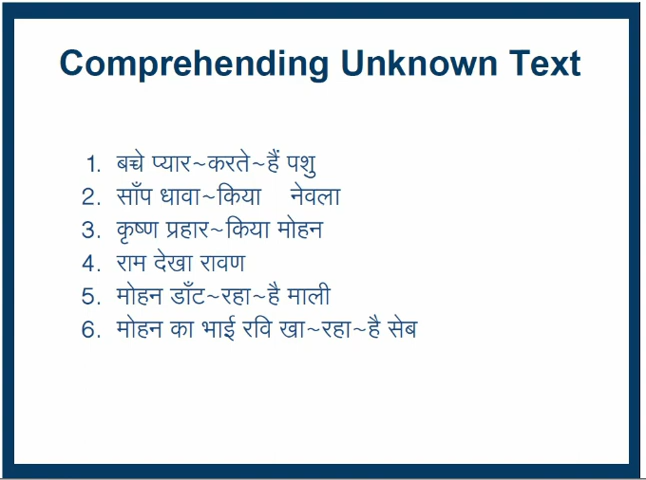 Comprehending Unknown Text
1. बच्चे प्यार~करते~हैं पशु
2. साँप धावा~किया नेवला
3. कृष्ण प्रहार~किया मोहन
4. राम देखा रावण
5. मोहन डाँट~रहा~है माली
6. मोहन का भाई रवि खा~रहा~है सेब